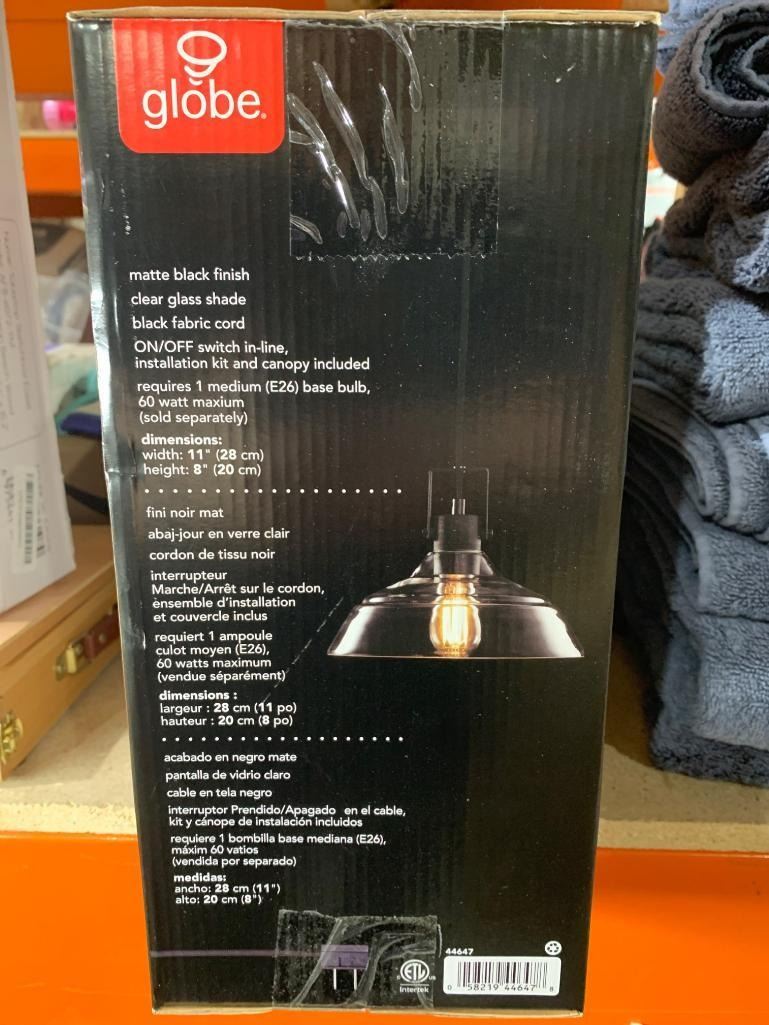 globe.
matte black finish
clear glass shade
black fabric cord
ON/OFF switch in-line,
installation kit and canopy included
requires 1 medium (E26) base bulb,
60 watt maxium
(sold separately)
dimensions:
width: 11" (28 cm)
height: 8" (20 cm)
fini noir mat
abaj-jour en verre clair
cordon de tissu noir
interrupteur
Marche/Arrêt sur le cordon,
ensemble d'installation
et couvercle inclus
requiert 1 ampoule
culot moyen (E26),
60 watts maximum
(vendue séparément)
dimensions :
largeur : 28 cm (11 po)
hauteur : 20 cm (8 po)
acabado en negro mate
pantalla de vidrio claro
cable en tela negro
interruptor Prendido/Apagado en el cable,
kit y cánope de instalación incluidos
requiere 1 bombilla base mediana (E26),
máxim 60 vatios
(vendida por separado)
medidas:
ancho: 28 cm (11")
alto: 20 cm (8")
44647
c ETL us
Intertek
0 58219 44647 8